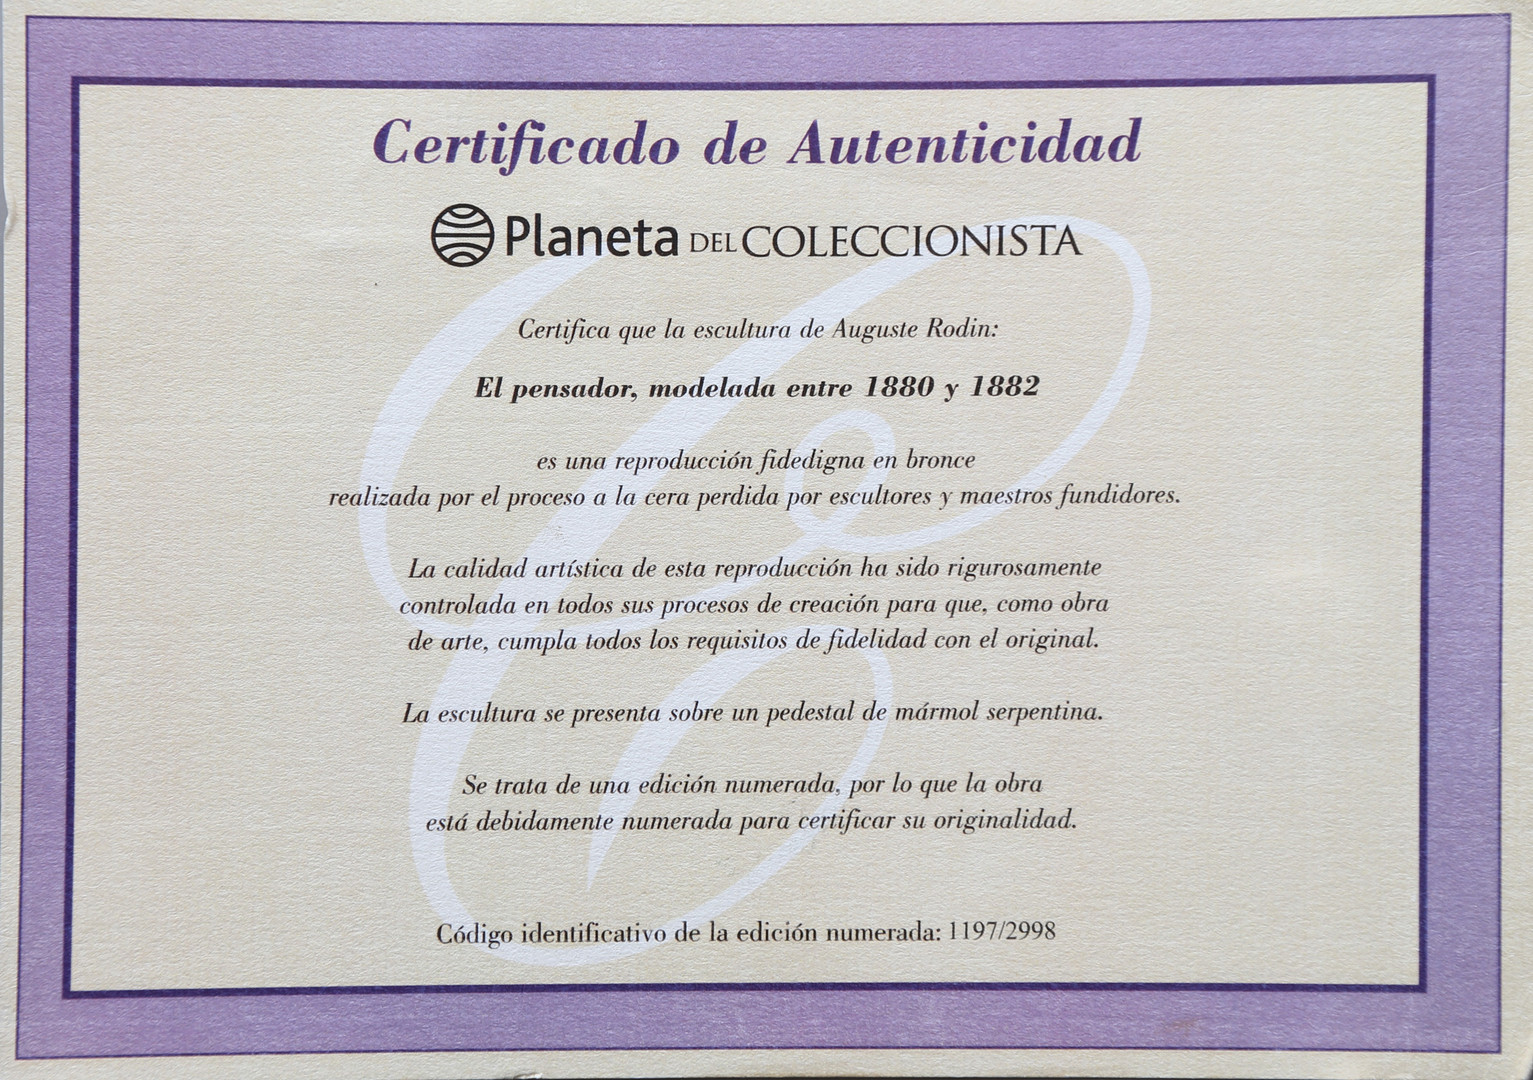 Certificado de Autenticidad
Planeta DEL COLECCIONISTA
Certifica que la escultura de Auguste Rodin:
El pensador, modelada entre 1880 y 1882
es una reproducción fidedigna en bronce
realizada por el proceso a la cera perdida por escultores y maestros fundidores.
La calidad artística de esta reproducción ha sido rigurosamente
controlada en todos sus procesos de creación para que, como obra
de arte, cumpla todos los requisitos de fidelidad con el original.
La escultura se presenta sobre un pedestal de mármol serpentina.
Se trata de una edición numerada, por lo que la obra
está debidamente numerada para certificar su originalidad.
Código identificativo de la edición numerada: 1197/2998